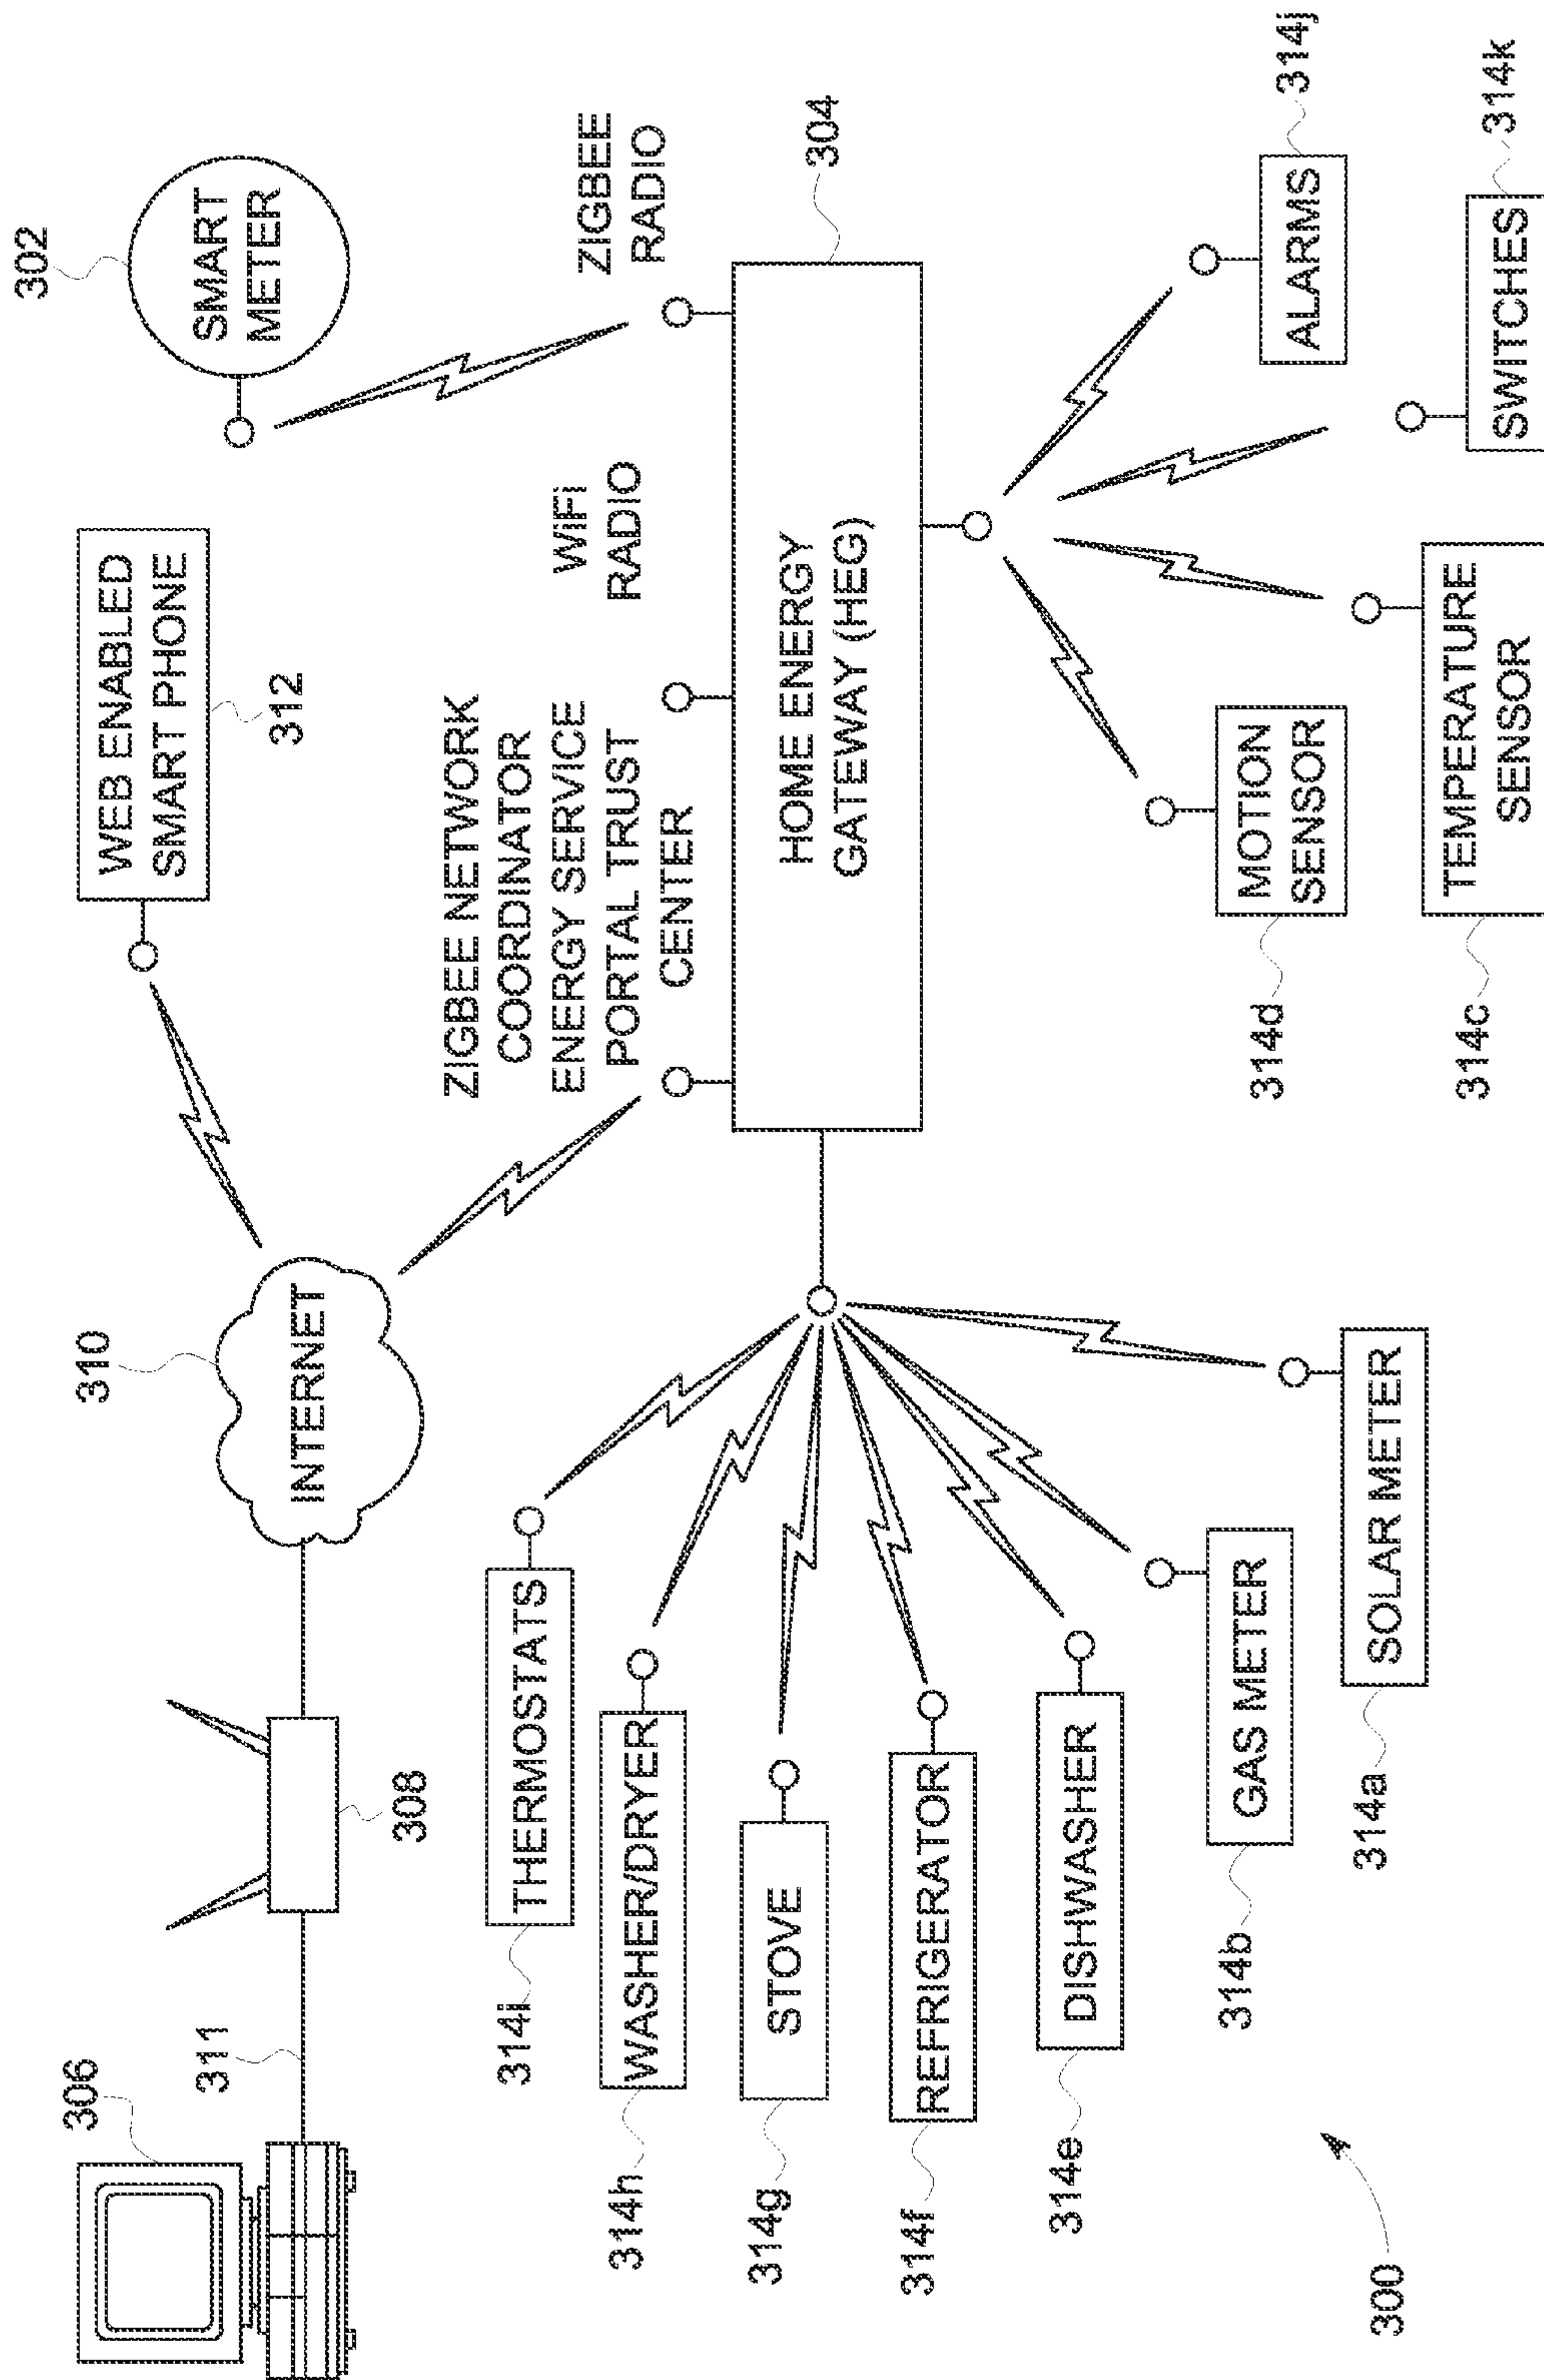 306
311
308
310
INTERNET
WEB ENABLED
SMART PHONE
312
302
SMART
METER
ZIGBEE NETWORK
COORDINATOR
ENERGY SERVICE
PORTAL TRUST
CENTER
WiFi
RADIO
ZIGBEE
RADIO
304
HOME ENERGY
GATEWAY (HEG)
314i
THERMOSTATS
314h
WASHER/DRYER
314g
STOVE
314f
REFRIGERATOR
314e
DISHWASHER
314b
GAS METER
314a
SOLAR METER
314d
MOTION
SENSOR
314c
TEMPERATURE
SENSOR
ALARMS
314j
SWITCHES
314k
300